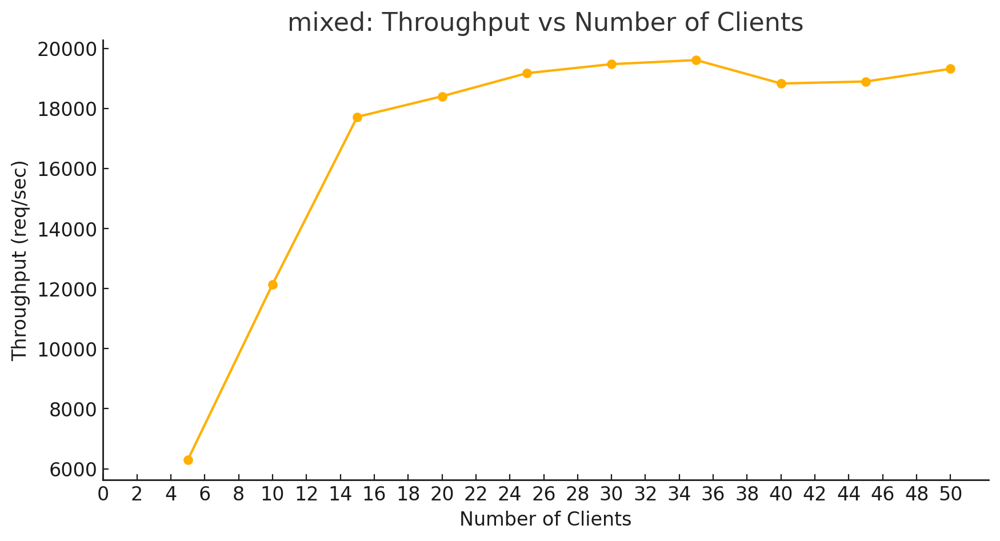 mixed: Throughput vs Number of Clients
20000
18000
16000
14000
12000
10000
8000
6000
Throughput (req/sec)
0 2 4 6 8 10 12 14 16 18 20 22 24 26 28 30 32 34 36 38 40 42 44 46 48 50
Number of Clients